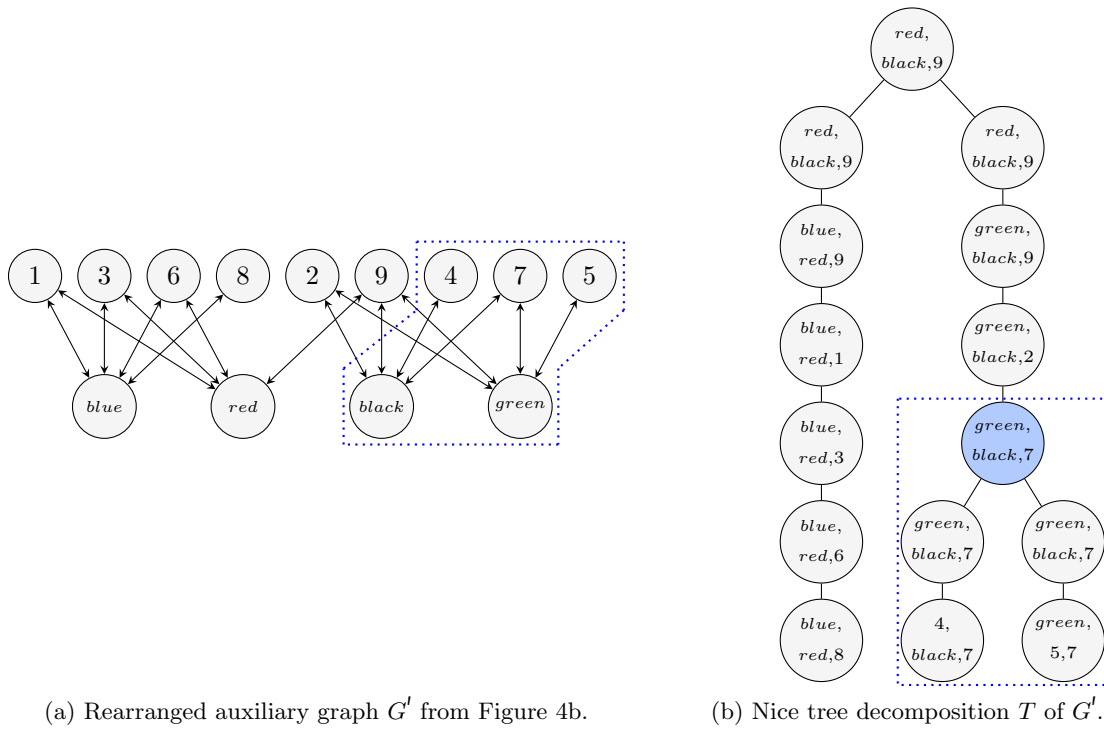 1 3 6 8 2 9 4 7 5
blue red black green
(a) Rearranged auxiliary graph G′ from Figure 4b.
red,
black,9
red,
black,9
red,
black,9
blue,
red,9
green,
black,9
blue,
red,1
green,
black,2
blue,
red,3
green,
black,7
blue,
red,6
green,
black,7
green,
black,7
blue,
red,8
4,
black,7
green,
5,7
(b) Nice tree decomposition T of G′.